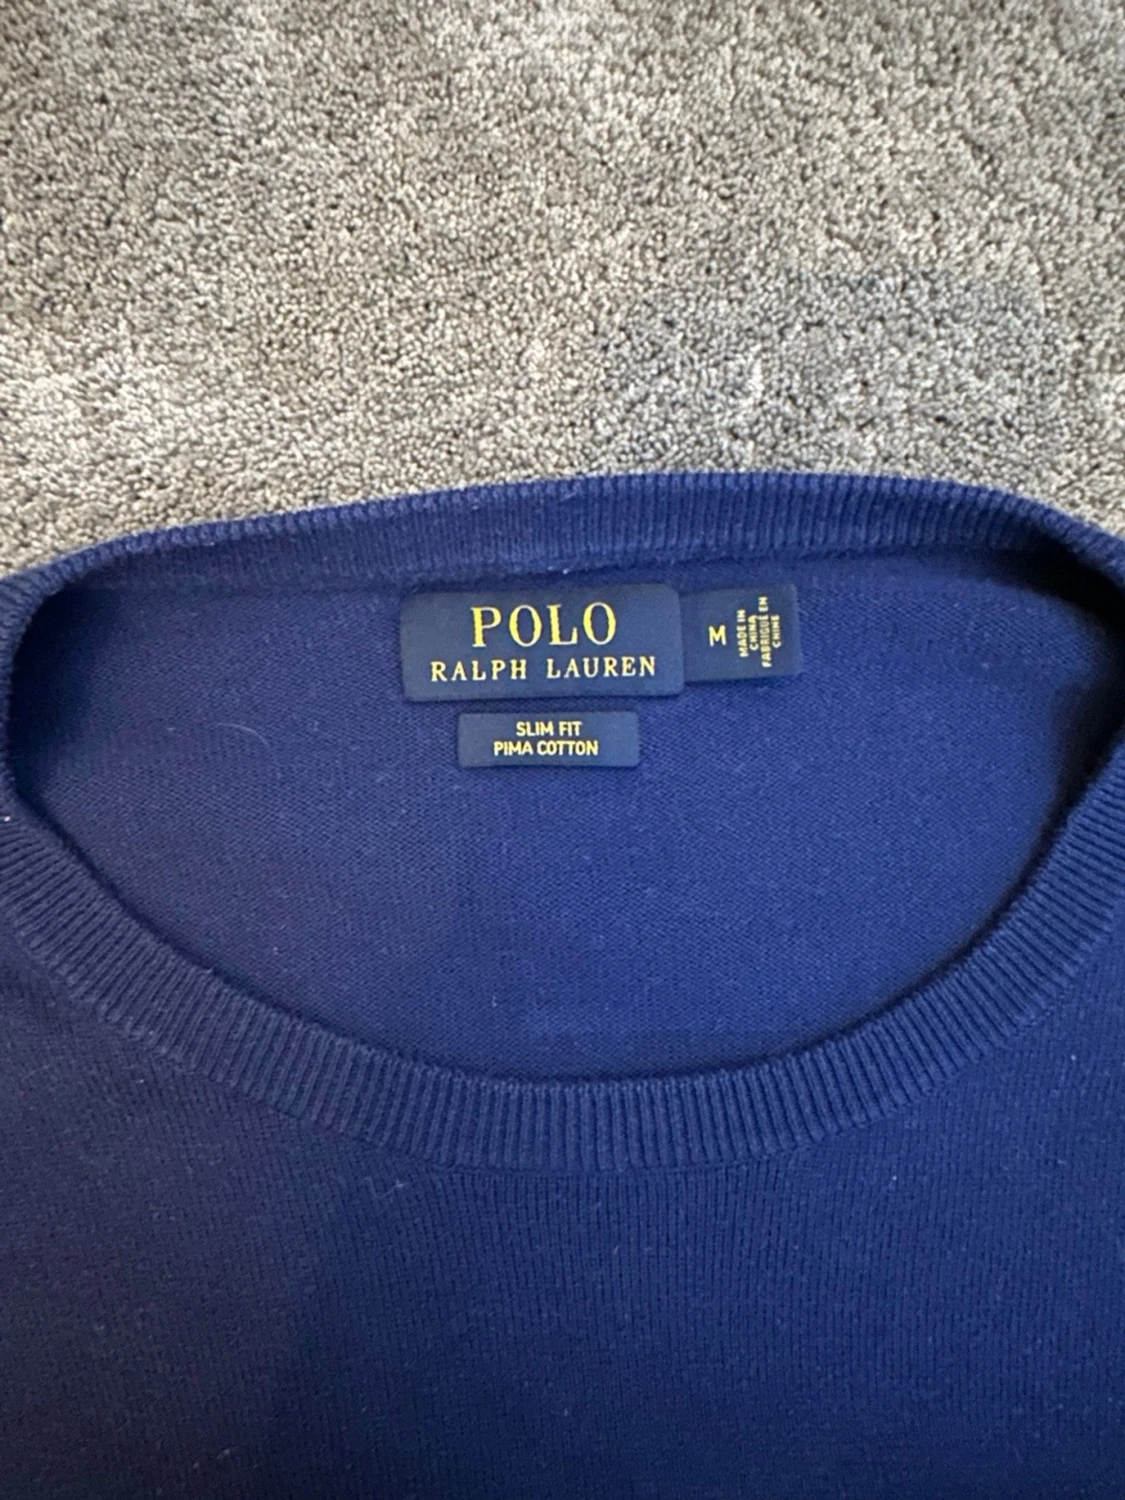 POLO
RALPH LAUREN
M
MADE IN
CHINA
FABRIQUÉ EN
CHINE
SLIM FIT
PIMA COTTON